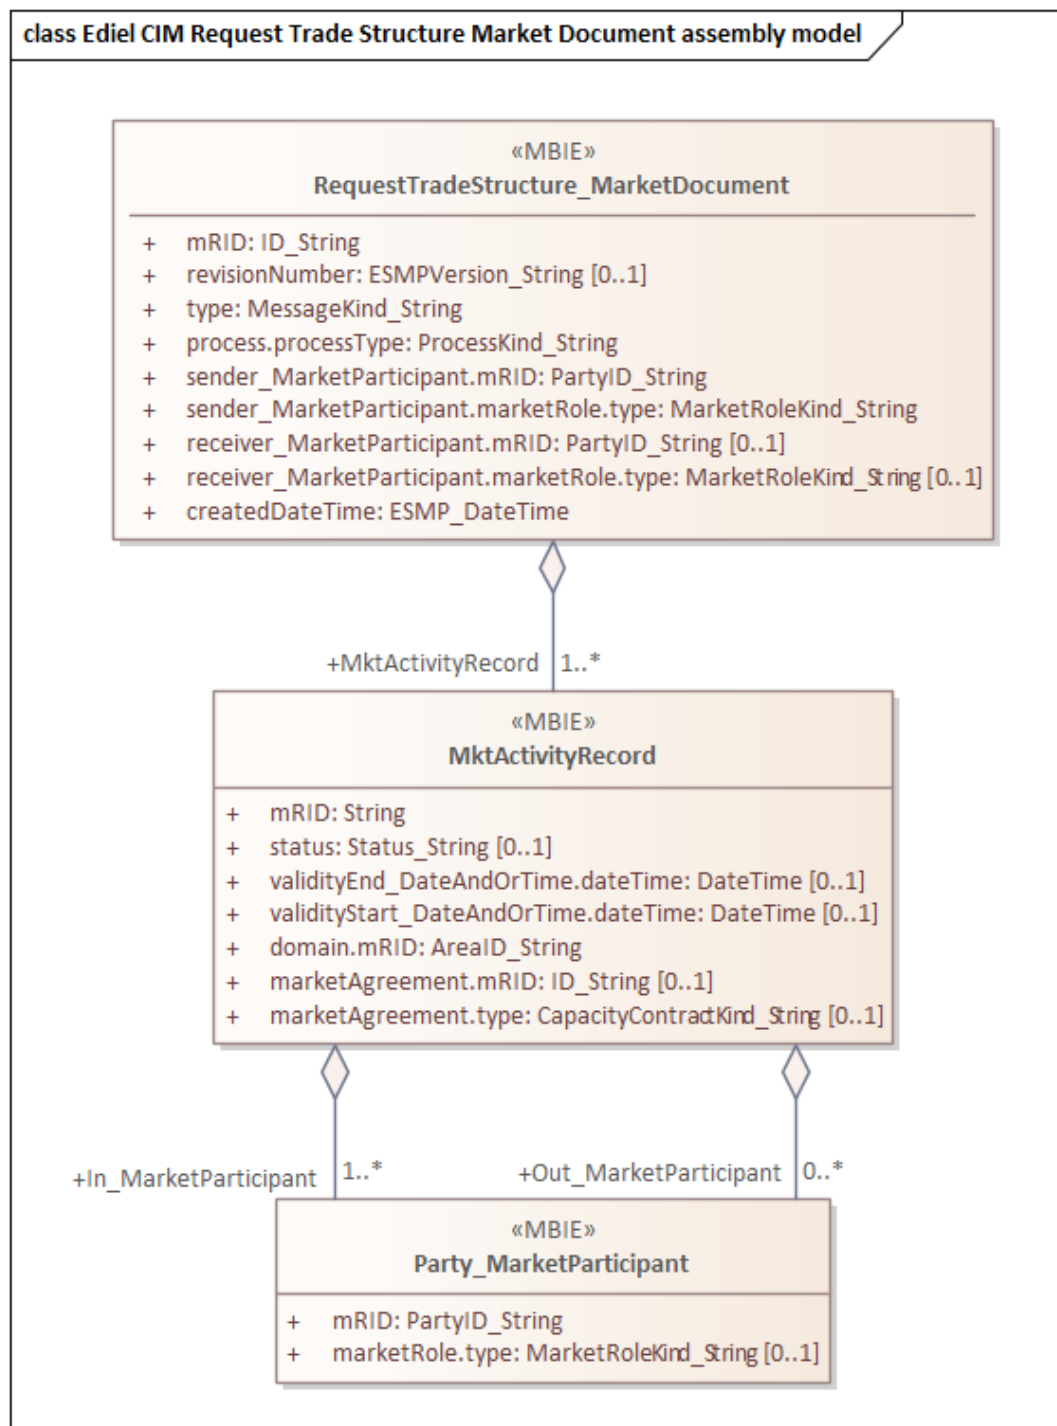 class Ediel CIM Request Trade Structure Market Document assembly model
«MBIE»
RequestTradeStructure_MarketDocument
+ mRID: ID_String
+ revisionNumber: ESMPVersion_String [0..1]
+ type: MessageKind_String
+ process.processType: ProcessKind_String
+ sender_MarketParticipant.mRID: PartyID_String
+ sender_MarketParticipant.marketRole.type: MarketRoleKind_String
+ receiver_MarketParticipant.mRID: PartyID_String [0..1]
+ receiver_MarketParticipant.marketRole.type: MarketRoleKind_String [0..1]
+ createdDateTime: ESMP_DateTime
+MktActivityRecord 1..*
«MBIE»
MktActivityRecord
+ mRID: String
+ status: Status_String [0..1]
+ validityEnd_DateAndOrTime.dateTime: DateTime [0..1]
+ validityStart_DateAndOrTime.dateTime: DateTime [0..1]
+ domain.mRID: AreaID_String
+ marketAgreement.mRID: ID_String [0..1]
+ marketAgreement.type: CapacityContractKind_String [0..1]
+In_MarketParticipant 1..* +Out_MarketParticipant 0..*
«MBIE»
Party_MarketParticipant
+ mRID: PartyID_String
+ marketRole.type: MarketRoleKind_String [0..1]